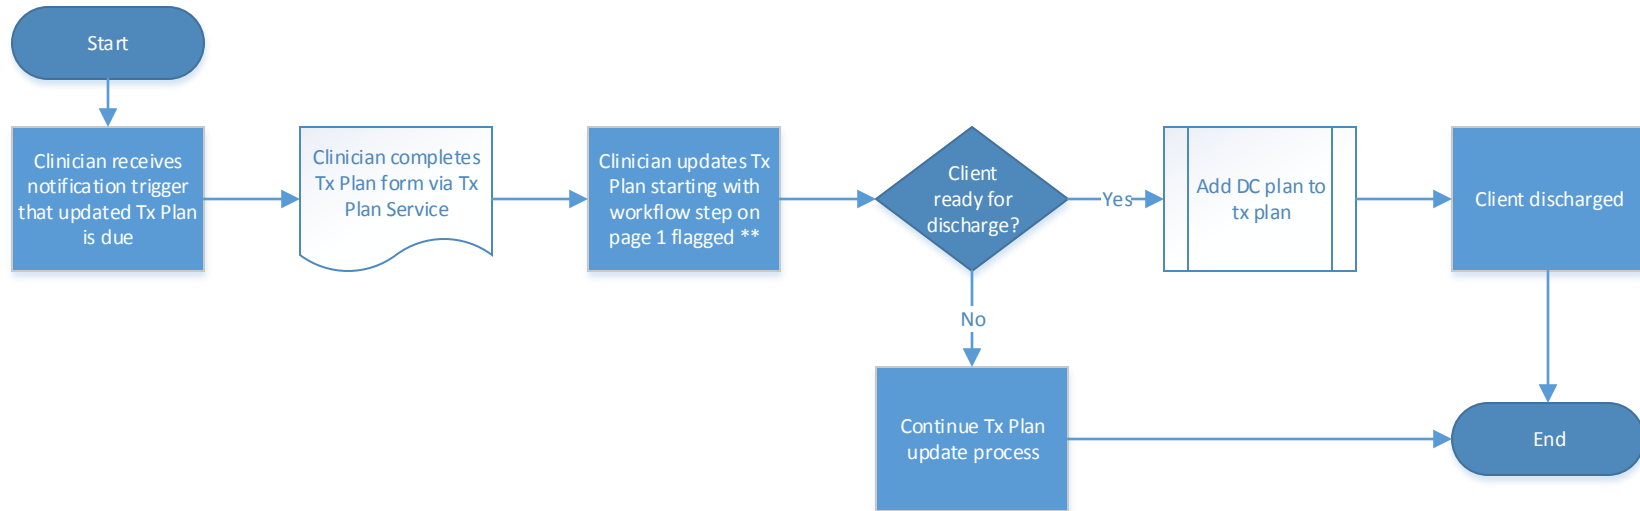 Start
Clinician receives
notification trigger
that updated Tx Plan
is due
Clinician completes
Tx Plan form via Tx
Plan Service
Clinician updates Tx
Plan starting with
workflow step on
page 1 flagged **
Client
ready for
discharge?
Yes
Add DC plan to
tx plan
Client discharged
No
Continue Tx Plan
update process
End